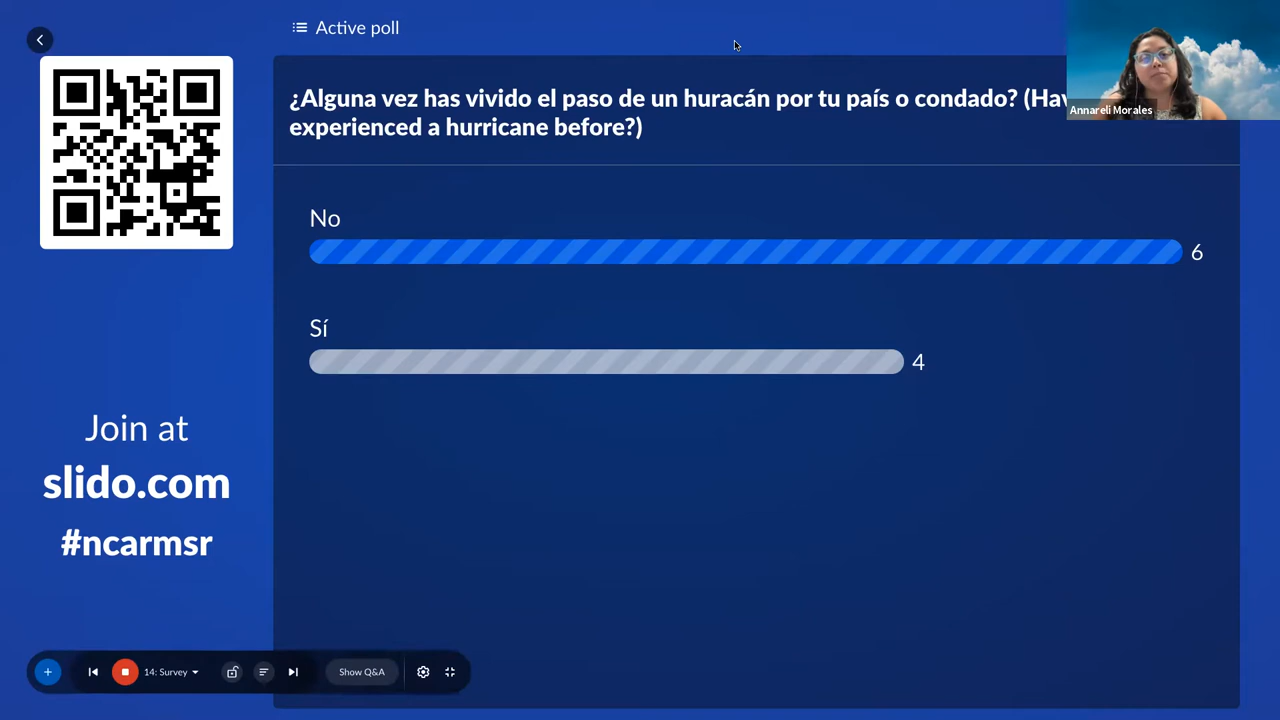 Active poll
¿Alguna vez has vivido el paso de un huracán por tu país o condado? (Hav
experienced a hurricane before?)
Annareli Morales
No
6
Sí
4
Join at
slido.com
#ncarmsr
14: Survey
Show Q&A